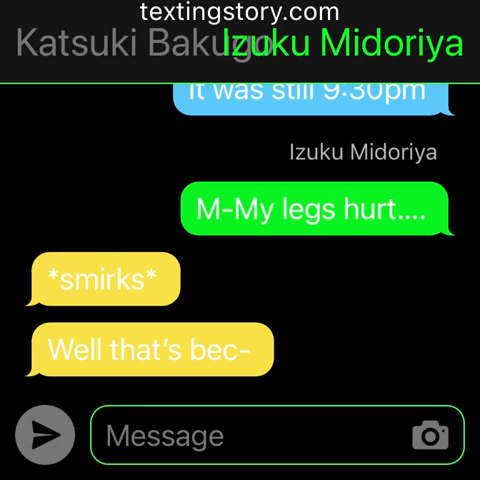 textingstory.com
Katsuki Bakugo
Izuku Midoriya
It was still 9:30pm
Izuku Midoriya
M-My legs hurt....
*smirks*
Well that's bec-
Message